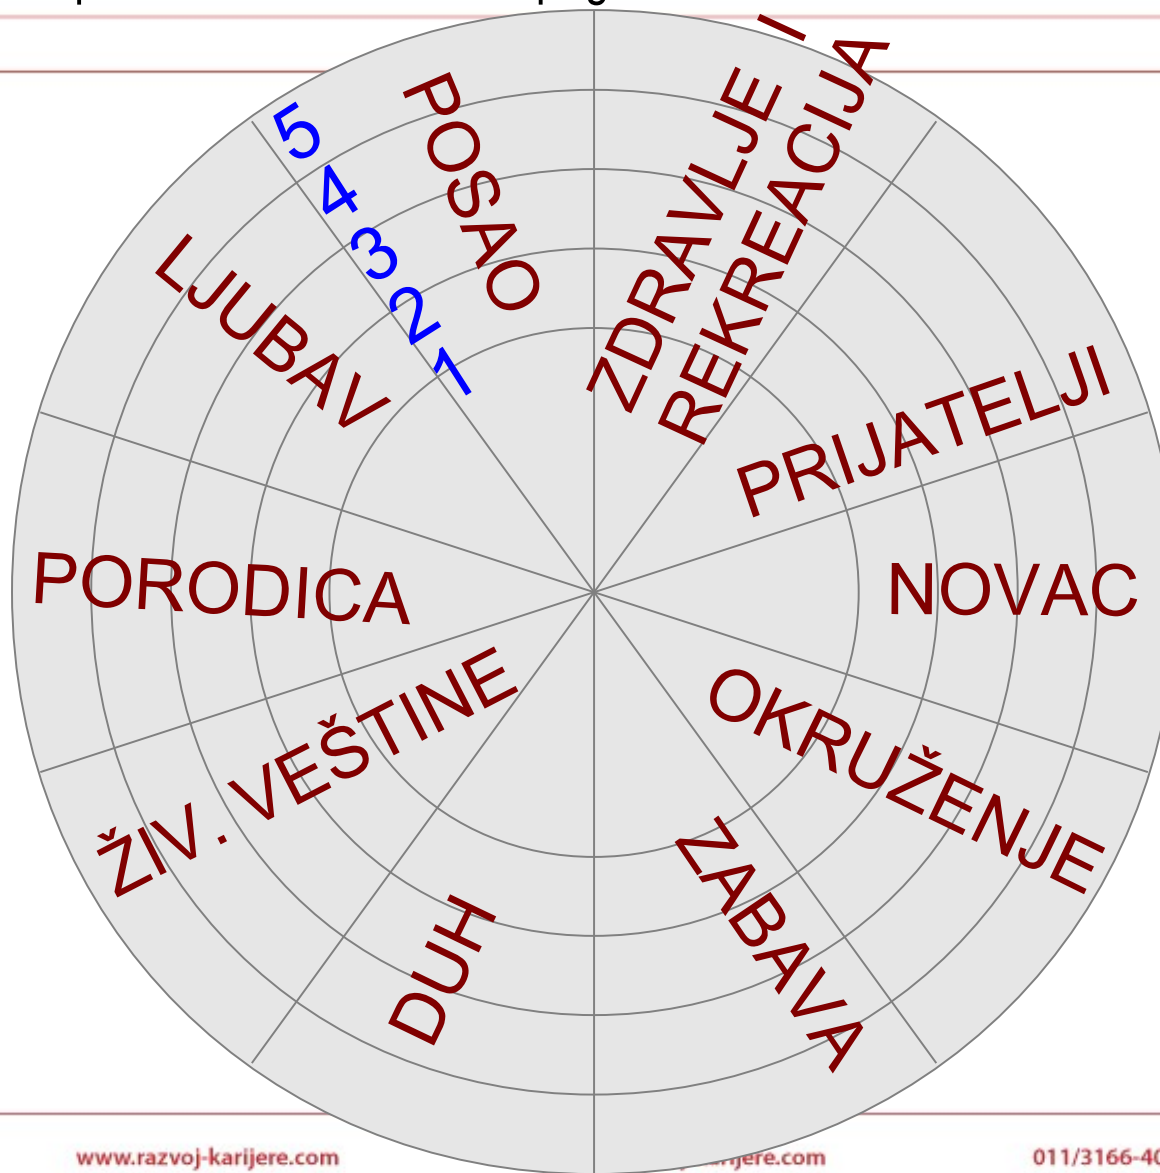 ZDRAVLJE I
REKREACIJA
PRIJATELJI
NOVAC
OKRUŽENJE
ZABAVA
DUH
ŽIV. VEŠTINE
PORODICA
LJUBAV
POSAO
5
4
3
2
1
www.razvoj-karijere.com
011/3166-40